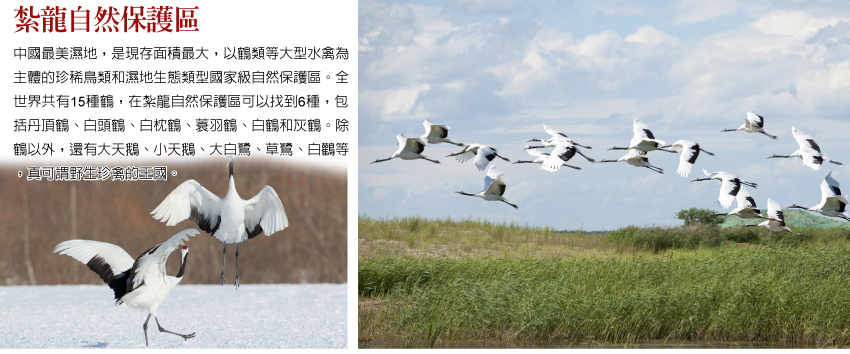 紮龍自然保護區
中國最美濕地，是現存面積最大，以鶴類等大型水禽為
主體的珍稀鳥類和濕地生態類型國家級自然保護區。全
世界共有15種鶴，在紮龍自然保護區可以找到6種，包
括丹頂鶴、白頭鶴、白枕鶴、蓑羽鶴、白鶴和灰鶴。除
鶴以外，還有大天鵝、小天鵝、大白鷺、草鷺、白鸛等
，真可謂野生珍禽的王國。